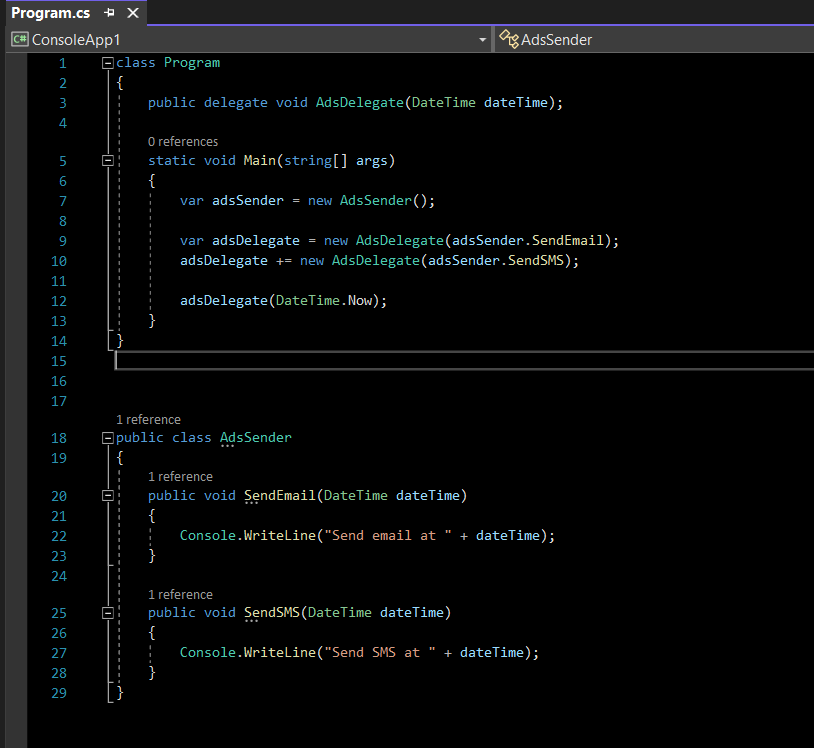 Program.cs
C# ConsoleApp1 AdsSender
1 class Program
2 {
3 public delegate void AdsDelegate(DateTime dateTime);
4
0 references
5 static void Main(string[] args)
6 {
7 var adsSender = new AdsSender();
8
9 var adsDelegate = new AdsDelegate(adsSender.SendEmail);
10 adsDelegate += new AdsDelegate(adsSender.SendSMS);
11
12 adsDelegate(DateTime.Now);
13 }
14 }
15
16
17
1 reference
18 public class AdsSender
19 {
1 reference
20 public void SendEmail(DateTime dateTime)
21 {
22 Console.WriteLine("Send email at " + dateTime);
23 }
24
1 reference
25 public void SendSMS(DateTime dateTime)
26 {
27 Console.WriteLine("Send SMS at " + dateTime);
28 }
29 }